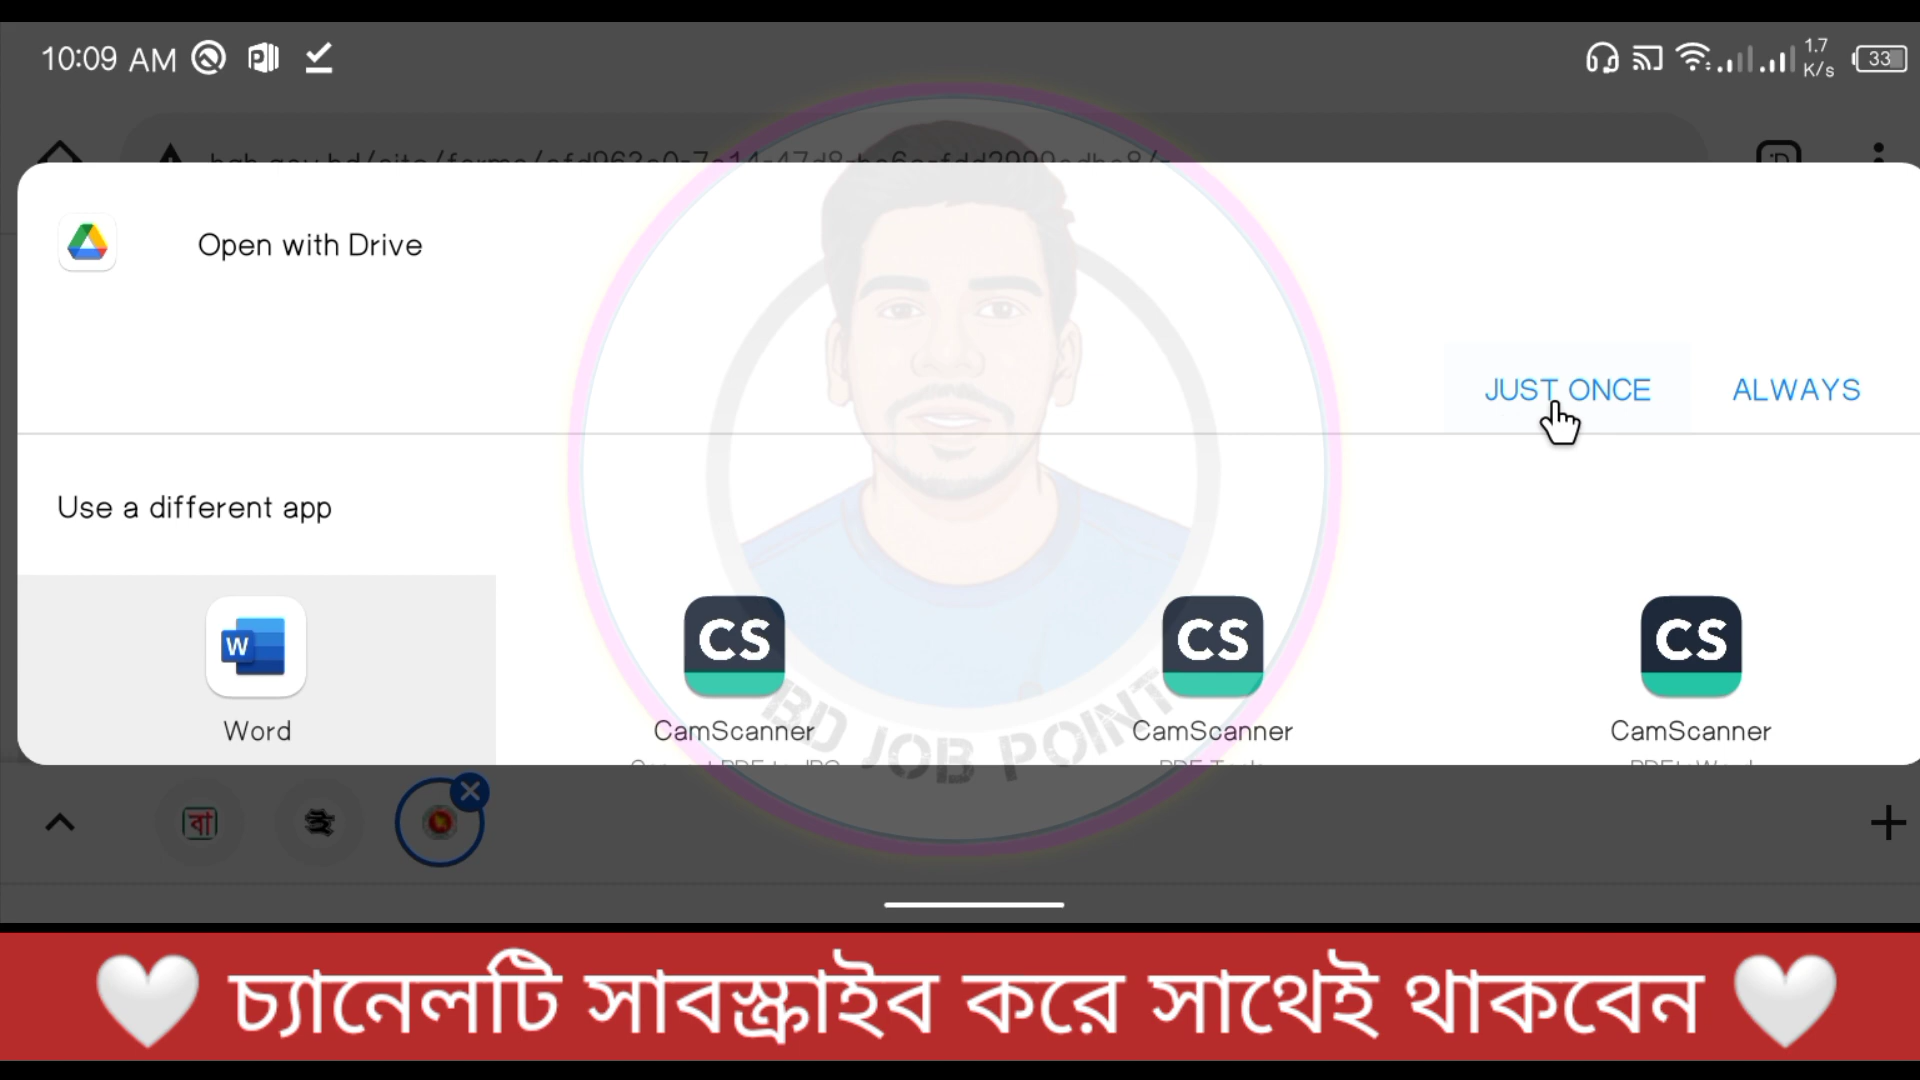 10:09 AM
1.7
K/s
33
Open with Drive
JUST ONCE
ALWAYS
Use a different app
W
CS
CS
CS
Word
CamScanner
CamScanner
CamScanner
BD JOB POINT
বা
ই
চ্যানেলটি সাবস্ক্রাইব করে সাথেই থাকবেন